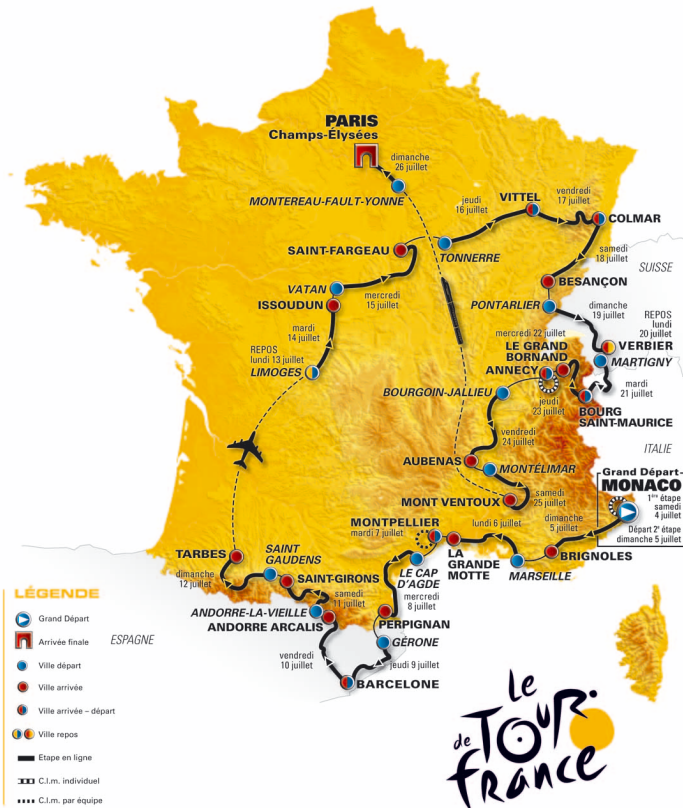 PARIS
Champs-Élysées
dimanche
26 juillet
MONTEREAU-FAULT-YONNE
jeudi
16 juillet
VITTEL
vendredi
17 juillet
COLMAR
SAINT-FARGEAU
TONNERRE
samedi
18 juillet
SUISSE
BESANÇON
VATAN
ISSOUDUN
mercredi
15 juillet
PONTARLIER
dimanche
19 juillet
REPOS
lundi
20 juillet
mardi
14 juillet
mercredi 22 juillet
LE GRAND
BORNAND
VERBIER
REPOS
lundi 13 juillet
LIMOGES
ANNECY
MARTIGNY
BOURGOIN-JALLIEU
jeudi
23 juillet
mardi
21 juillet
BOURG
SAINT-MAURICE
vendredi
24 juillet
ITALIE
AUBENAS
MONTÉLIMAR
Grand Départ
MONACO
1ère étape
samedi
4 juillet
Départ 2e étape
dimanche 5 juillet
MONT VENTOUX
samedi
25 juillet
dimanche
5 juillet
MONTPELLIER
mardi 7 juillet
lundi 6 juillet
LA
GRANDE
MOTTE
BRIGNOLES
MARSEILLE
TARBES
SAINT
GAUDENS
LE CAP
D'AGDE
dimanche
12 juillet
SAINT-GIRONS
samedi
11 juillet
mercredi
8 juillet
ANDORRE-LA-VIEILLE
ANDORRE ARCALIS
PERPIGNAN
GÉRONE
vendredi
10 juillet
jeudi 9 juillet
BARCELONE
ESPAGNE
LÉGENDE
Grand Départ
Arrivée finale
Ville départ
Ville arrivée
Ville arrivée – départ
Ville repos
Etape en ligne
C.l.m. individuel
C.l.m. par équipe
Le
de TOUR.
france